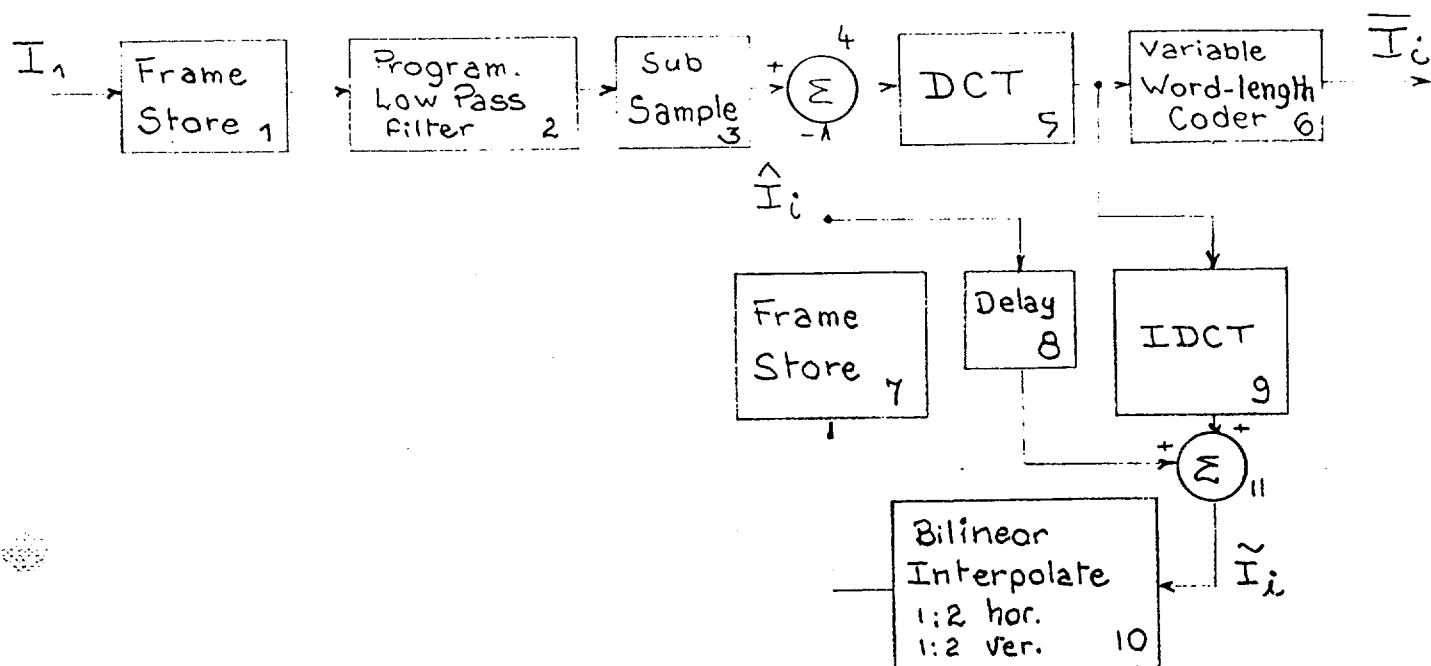 I₁
Frame
Store 1
Program.
Low Pass
filter 2
Sub
Sample 3
+
4
Σ
-
DCT
5
Variable
Word-length
Coder 6
I̅ᵢ
Îᵢ
Frame
Store 7
Delay
8
IDCT
9
+
+
Σ
11
Bilinear
Interpolate
1:2 hor.
1:2 ver. 10
Ĩᵢ